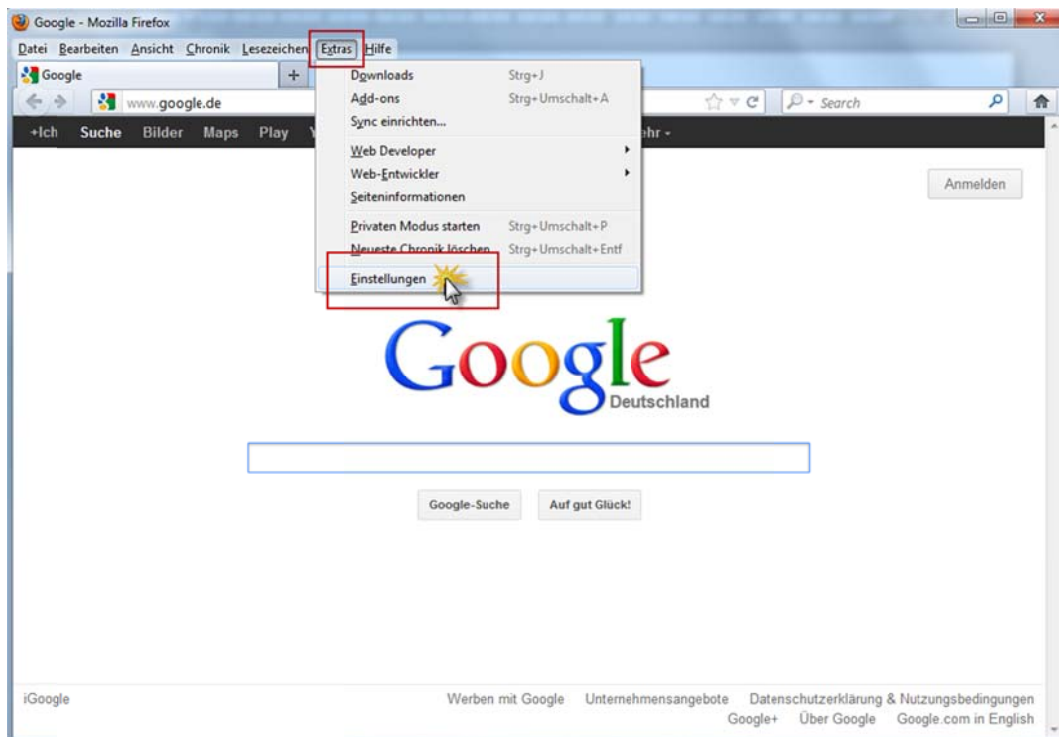 Google - Mozilla Firefox
Datei Bearbeiten Ansicht Chronik Lesezeichen Extras Hilfe
Google
www.google.de
Search
+Ich Suche Bilder Maps Play
Downloads Strg+J
Add-ons Strg+Umschalt+A
Sync einrichten...
Web Developer
Web-Entwickler
Seiteninformationen
Privaten Modus starten Strg+Umschalt+P
Neueste Chronik löschen Strg+Umschalt+Entf
Einstellungen
Anmelden
Google
Deutschland
Google-Suche Auf gut Glück!
iGoogle Werben mit Google Unternehmensangebote Datenschutzerklärung & Nutzungsbedingungen
Google+ Über Google Google.com in English